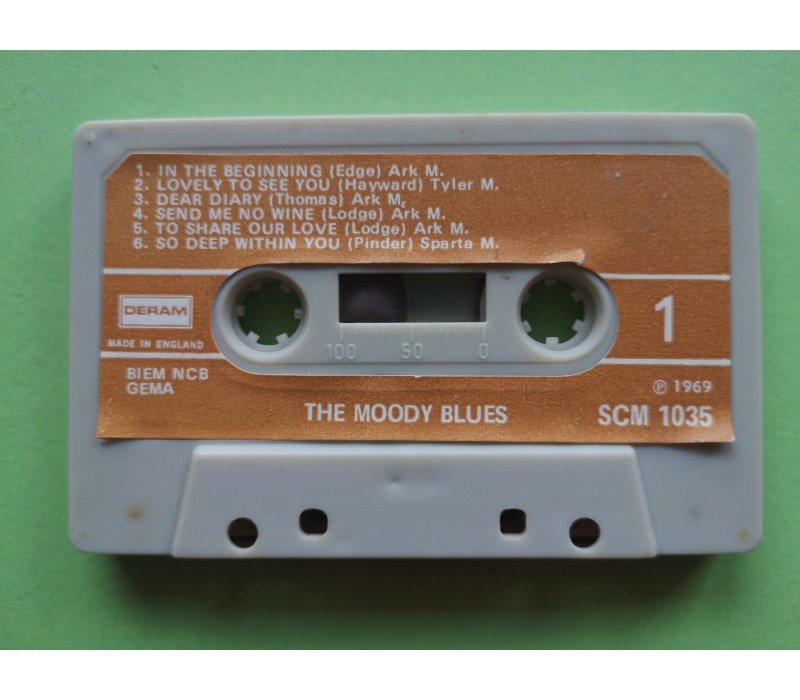 1. IN THE BEGINNING (Edge) Ark M.
2. LOVELY TO SEE YOU (Hayward) Tyler M.
3. DEAR DIARY (Thomas) Ark M.
4. SEND ME NO WINE (Lodge) Ark M.
5. TO SHARE OUR LOVE (Lodge) Ark M.
6. SO DEEP WITHIN YOU (Pinder) Sparta M.
DERAM
MADE IN ENGLAND
1
100 50 0
BIEM NCB
GEMA
℗ 1969
THE MOODY BLUES
SCM 1035